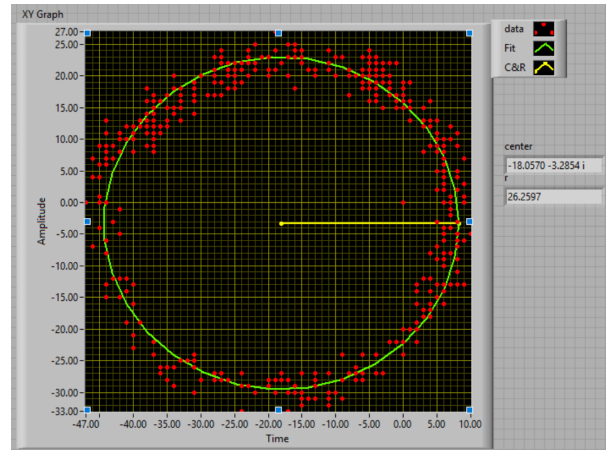 XY Graph
data
Fit
C&R
27.00
25.00
20.00
15.00
10.00
5.00
0.00
-5.00
-10.00
-15.00
-20.00
-25.00
-30.00
-33.00
Amplitude
-47.00 -40.00 -35.00 -30.00 -25.00 -20.00 -15.00 -10.00 -5.00 0.00 5.00 10.00
Time
center
-18.0570 -3.2854 i
r
26.2597